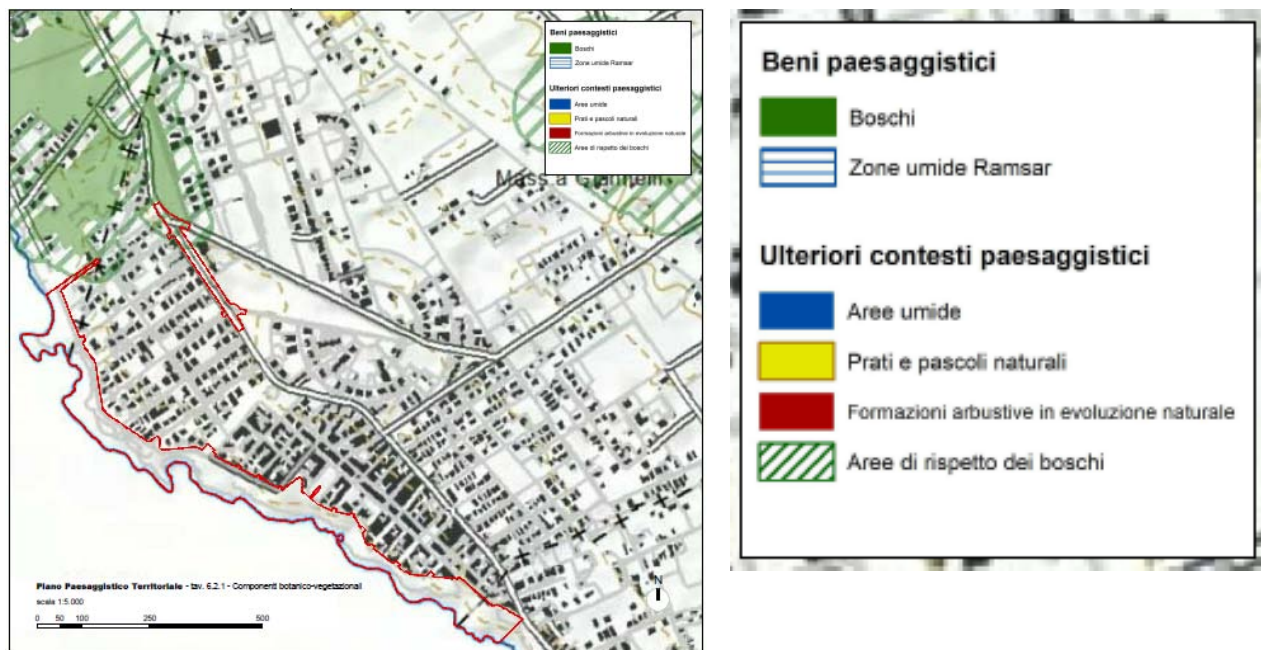 Beni paesaggistici
Boschi
Zone umide Ramsar
Ulteriori contesti paesaggistici
Aree umide
Prati e pascoli naturali
Formazioni arbustive in evoluzione naturale
Aree di rispetto dei boschi
N
Piano Paesaggistico Territoriale - tav. 6.2.1 - Componenti botanico-vegetazionali
scala 1:5.000
0 50 100 250 500
Beni paesaggistici
Boschi
Zone umide Ramsar
Ulteriori contesti paesaggistici
Aree umide
Prati e pascoli naturali
Formazioni arbustive in evoluzione naturale
Aree di rispetto dei boschi